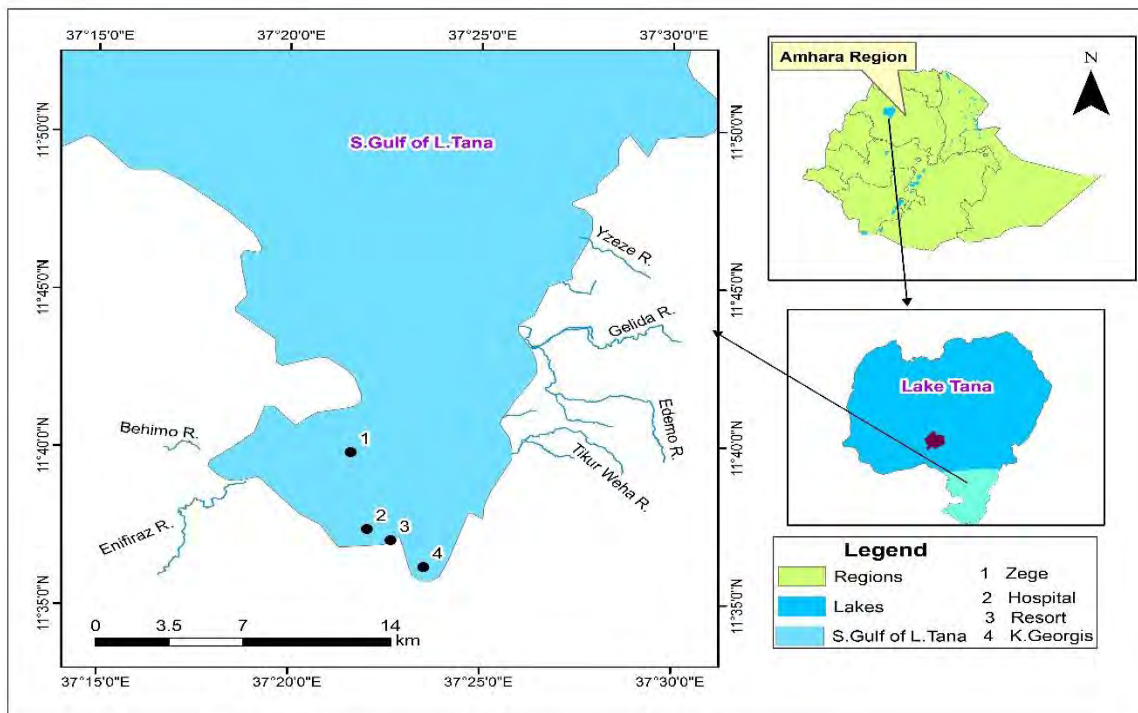 37°15'0"E
37°20'0"E
37°25'0"E
37°30'0"E
11°50'0"N
11°45'0"N
11°40'0"N
11°35'0"N
S.Gulf of L.Tana
Yzeze R.
Gelida R.
Edemo R.
Tikur Weha R.
Behimo R.
Enifiraz R.
1
2
3
4
0 3.5 7 14
km
11°50'0"N
11°45'0"N
11°40'0"N
11°35'0"N
37°15'0"E
37°20'0"E
37°25'0"E
37°30'0"E
Amhara Region
N
Lake Tana
Legend
Regions
Lakes
S.Gulf of L.Tana
1 Zege
2 Hospital
3 Resort
4 K.Georgis